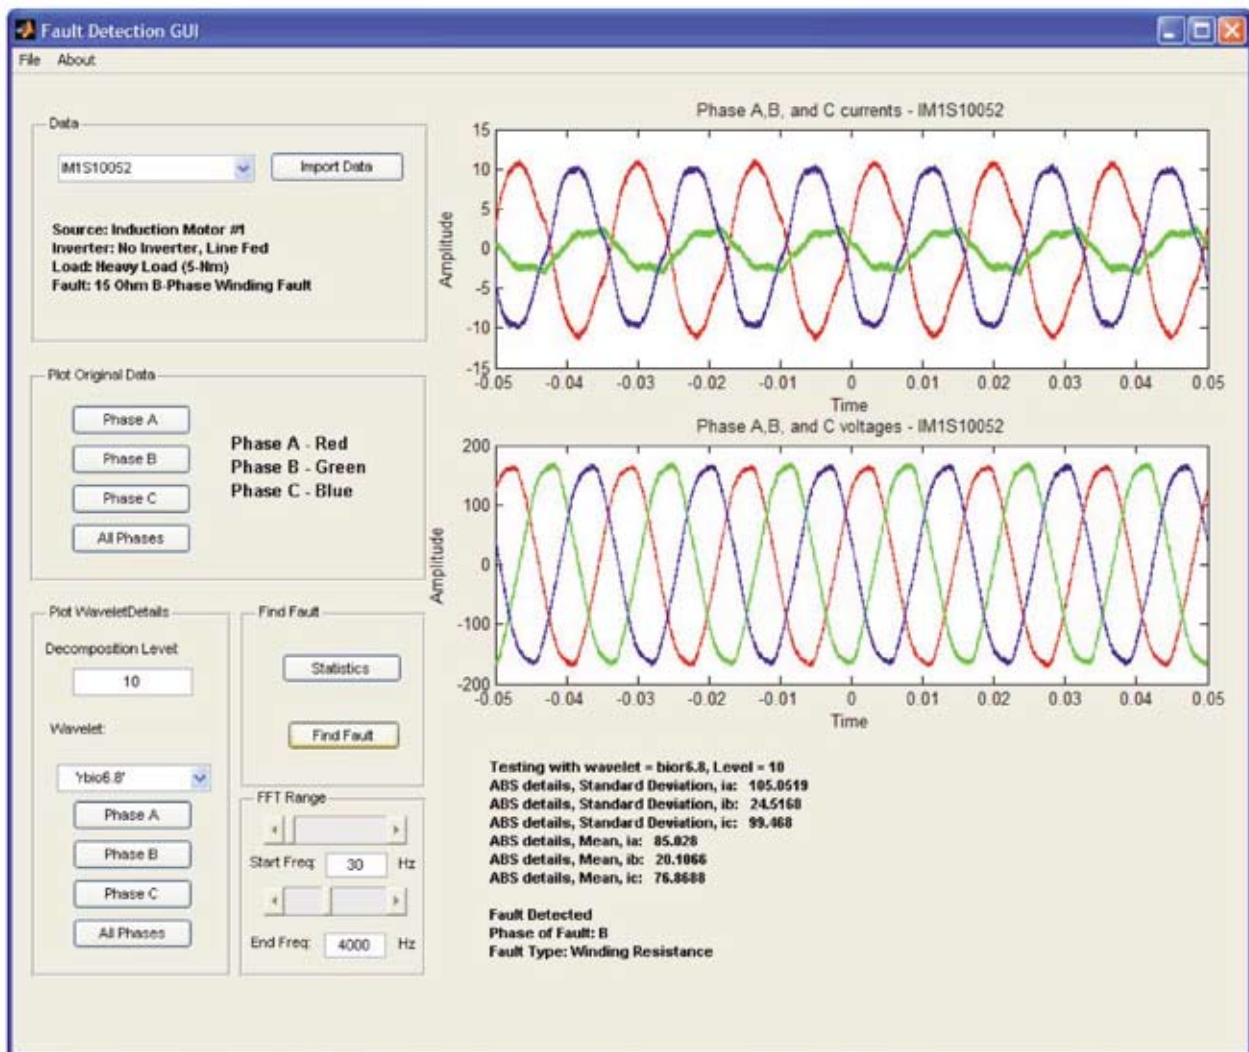 Fault Detection GUI
File About
Data
IM1S10052
Import Data
Source: Induction Motor #1
Inverter: No Inverter, Line Fed
Load: Heavy Load (5-Nm)
Fault: 15 Ohm B-Phase Winding Fault
Plot Original Data
Phase A
Phase B
Phase C
All Phases
Phase A - Red
Phase B - Green
Phase C - Blue
Plot WaveletDetails
Decomposition Level:
10
Wavelet:
'rbio6.8'
Phase A
Phase B
Phase C
All Phases
Find Fault
Statistics
Find Fault
FFT Range
Start Freq: 30 Hz
End Freq: 4000 Hz
Phase A,B, and C currents - IM1S10052
Amplitude
15
10
5
0
-5
-10
-15
-0.05 -0.04 -0.03 -0.02 -0.01 0 0.01 0.02 0.03 0.04 0.05
Time
Phase A,B, and C voltages - IM1S10052
Amplitude
200
100
0
-100
-200
-0.05 -0.04 -0.03 -0.02 -0.01 0 0.01 0.02 0.03 0.04 0.05
Time
Testing with wavelet = bior6.8, Level = 10
ABS details, Standard Deviation, ia: 105.0519
ABS details, Standard Deviation, ib: 24.5168
ABS details, Standard Deviation, ic: 99.468
ABS details, Mean, ia: 85.028
ABS details, Mean, ib: 20.1066
ABS details, Mean, ic: 76.8688
Fault Detected
Phase of Fault: B
Fault Type: Winding Resistance